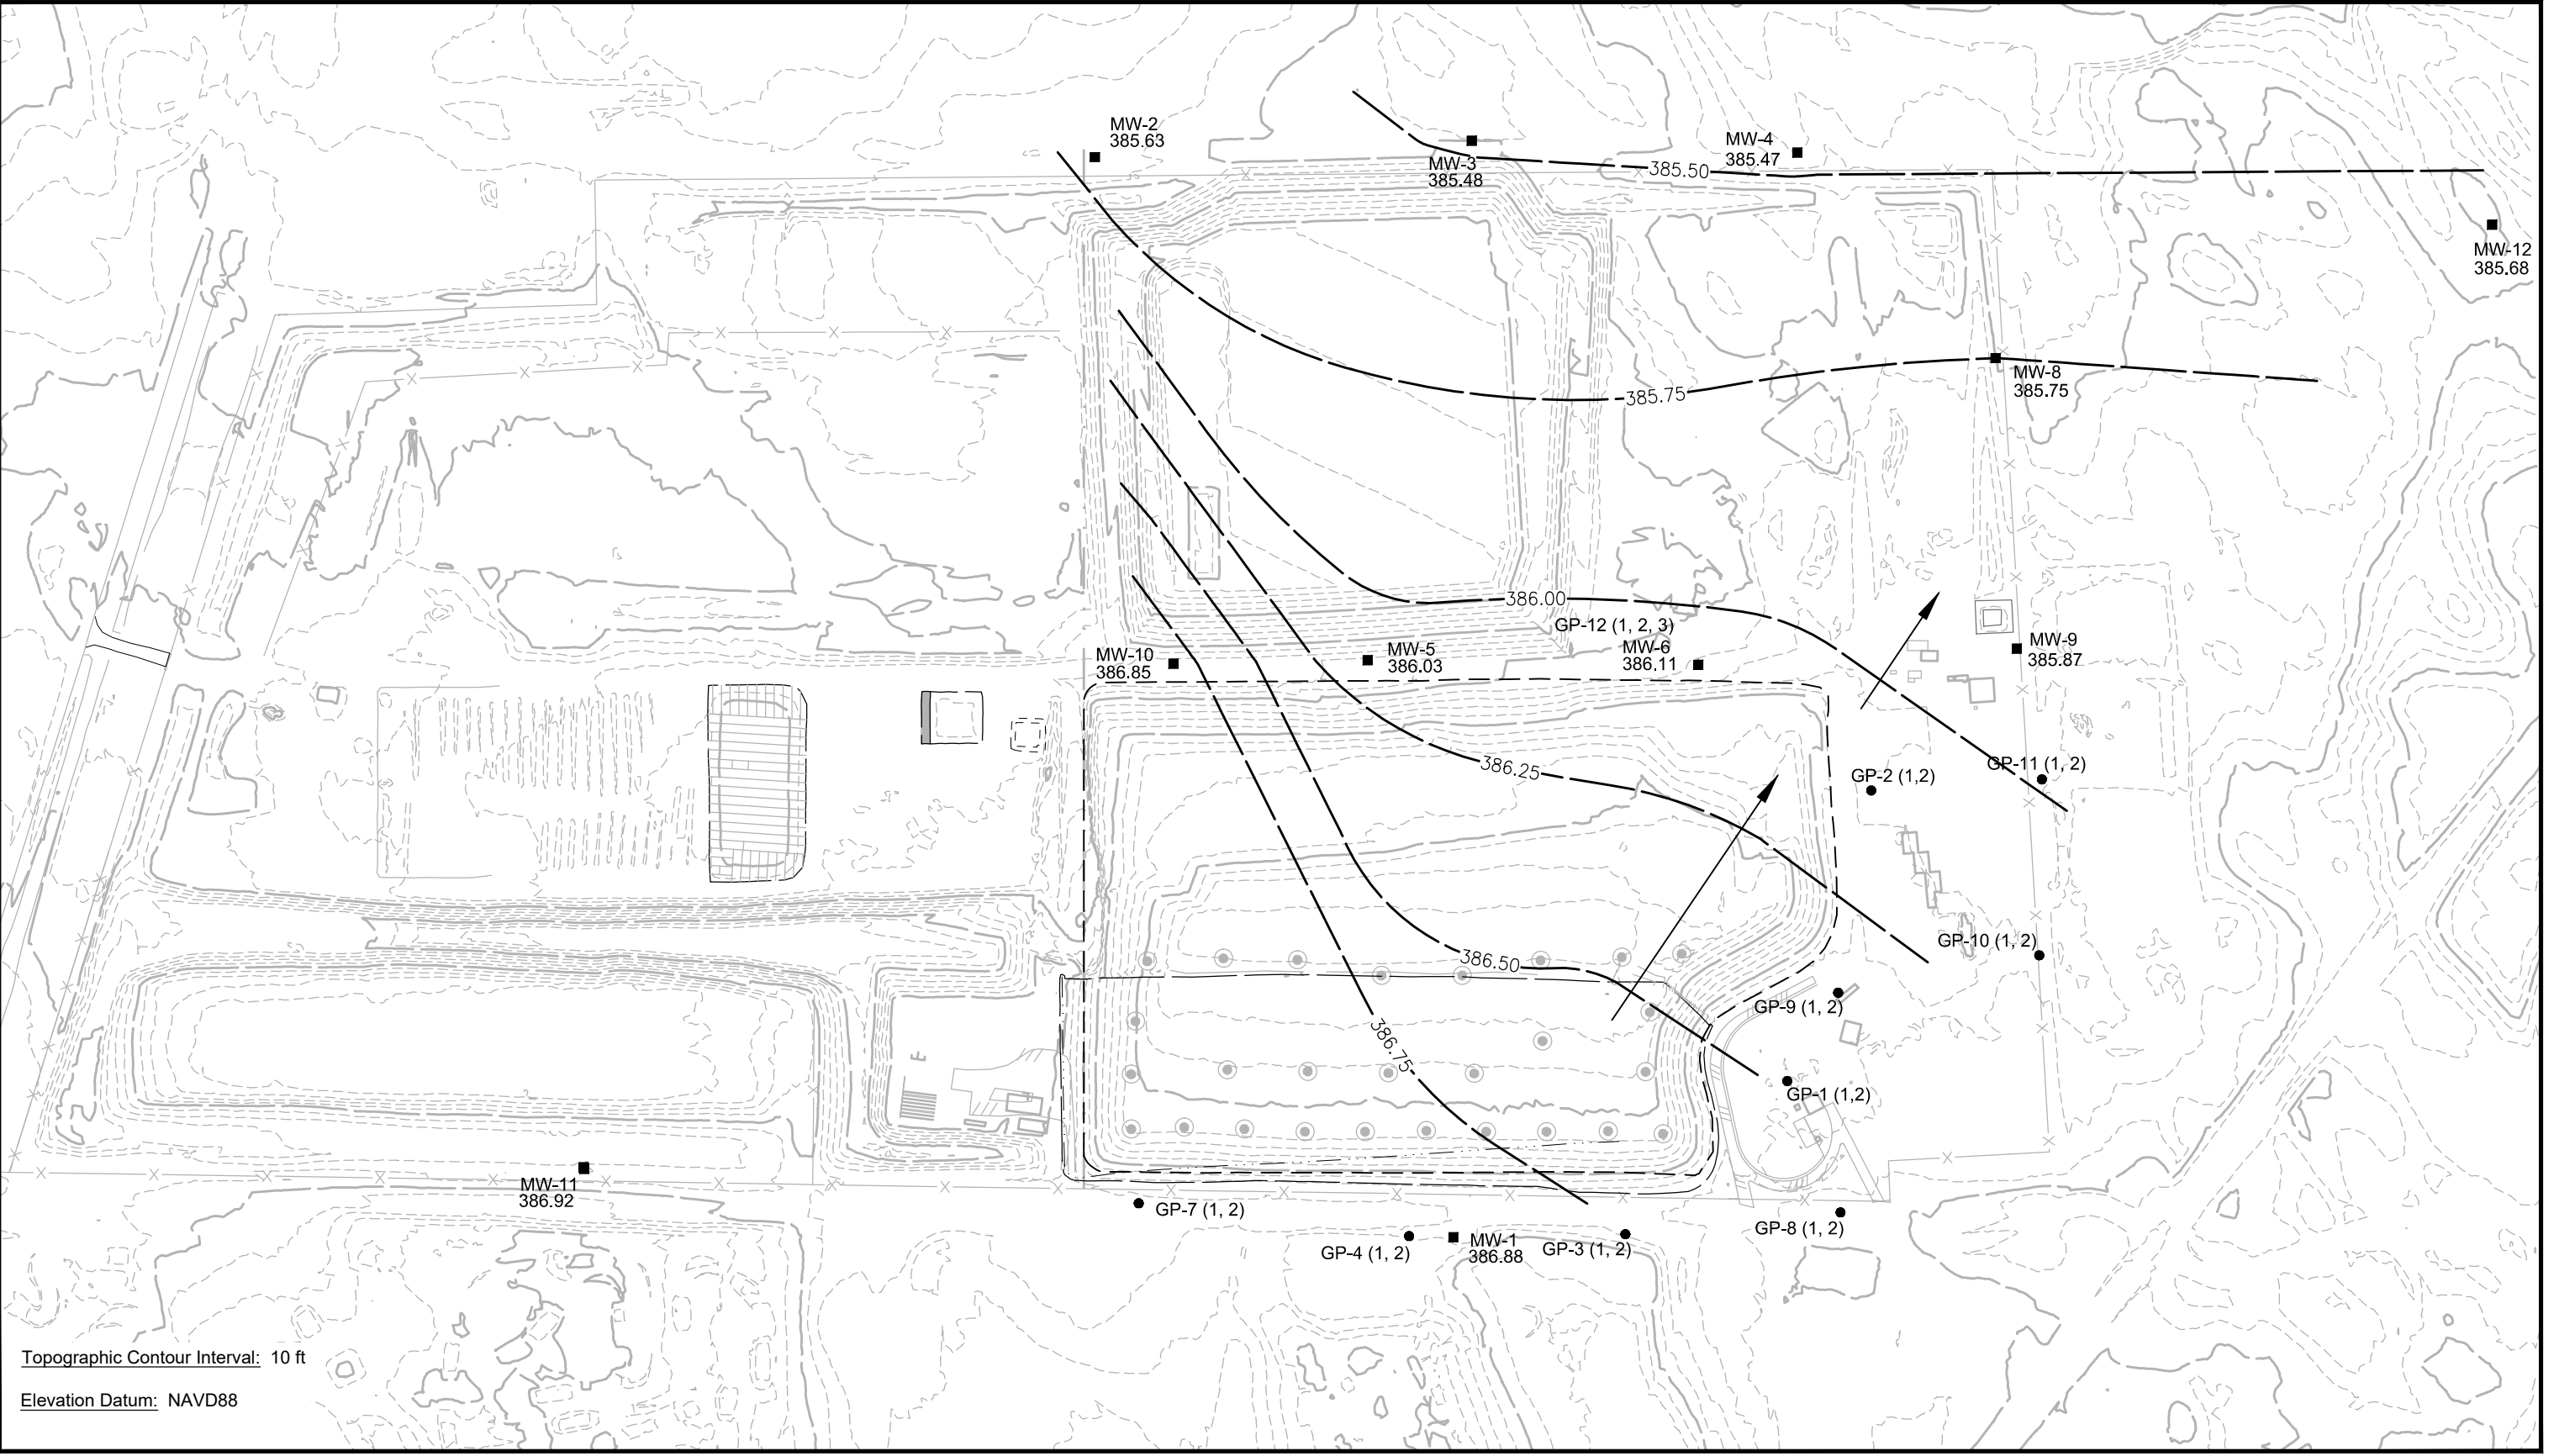 MW-2
385.63
MW-3
385.48
MW-4
385.47
385.50
MW-12
385.68
385.75
MW-8
385.75
386.00
GP-12 (1, 2, 3)
MW-10
386.85
MW-5
386.03
MW-6
386.11
MW-9
385.87
386.25
GP-2 (1,2)
GP-11 (1, 2)
386.50
GP-10 (1, 2)
GP-9 (1, 2)
386.75
GP-1 (1,2)
MW-11
386.92
GP-7 (1, 2)
GP-4 (1, 2)
MW-1
386.88
GP-3 (1, 2)
GP-8 (1, 2)
Topographic Contour Interval: 10 ft
Elevation Datum: NAVD88